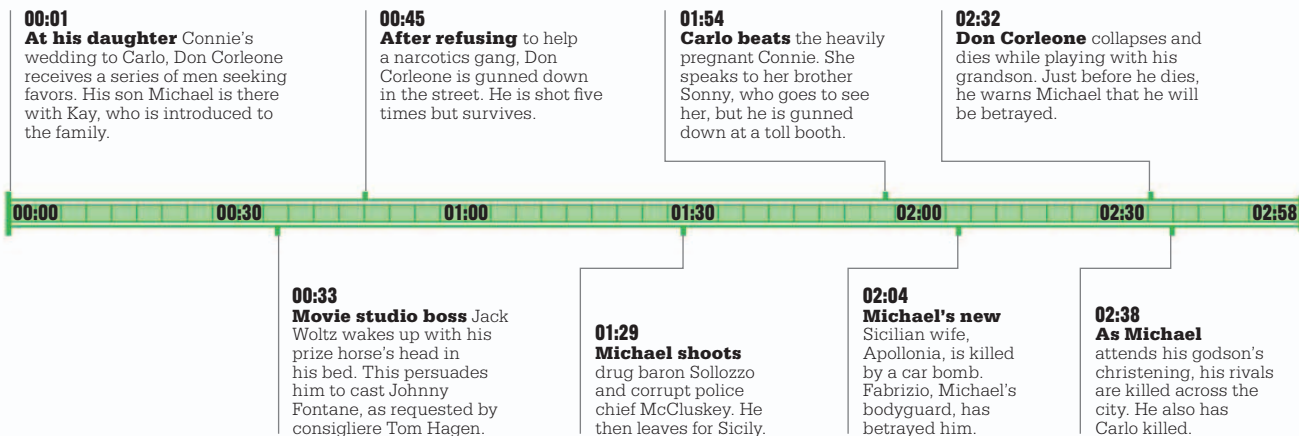 00:01
At his daughter Connie's
wedding to Carlo, Don Corleone
receives a series of men seeking
favors. His son Michael is there
with Kay, who is introduced to
the family.
00:45
After refusing to help
a narcotics gang, Don
Corleone is gunned down
in the street. He is shot five
times but survives.
01:54
Carlo beats the heavily
pregnant Connie. She
speaks to her brother
Sonny, who goes to see
her, but he is gunned
down at a toll booth.
02:32
Don Corleone collapses and
dies while playing with his
grandson. Just before he dies,
he warns Michael that he will
be betrayed.
00:00 00:30 01:00 01:30 02:00 02:30 02:58
00:33
Movie studio boss Jack
Woltz wakes up with his
prize horse's head in
his bed. This persuades
him to cast Johnny
Fontane, as requested by
consigliere Tom Hagen.
01:29
Michael shoots
drug baron Sollozzo
and corrupt police
chief McCluskey. He
then leaves for Sicily.
02:04
Michael's new
Sicilian wife,
Apollonia, is killed
by a car bomb.
Fabrizio, Michael's
bodyguard, has
betrayed him.
02:38
As Michael
attends his godson's
christening, his rivals
are killed across the
city. He also has
Carlo killed.